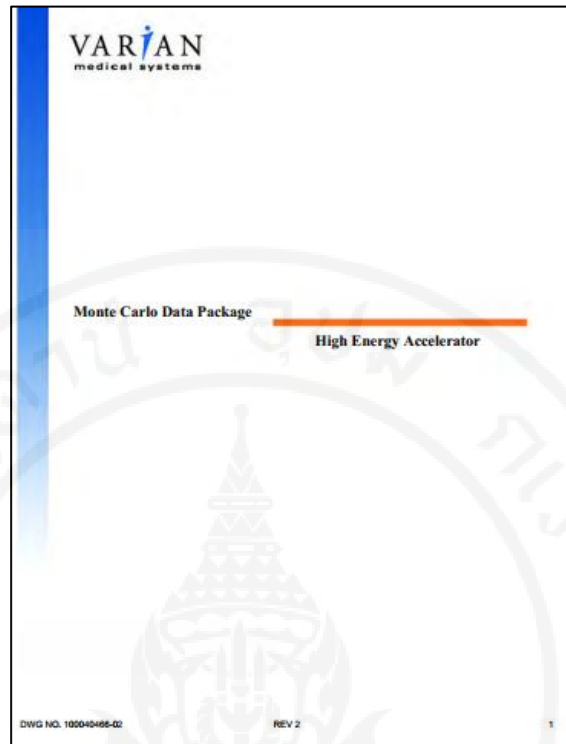 VARIAN
medical systems
Monte Carlo Data Package
High Energy Accelerator
DWG NO. 100040466-02 REV 2 1